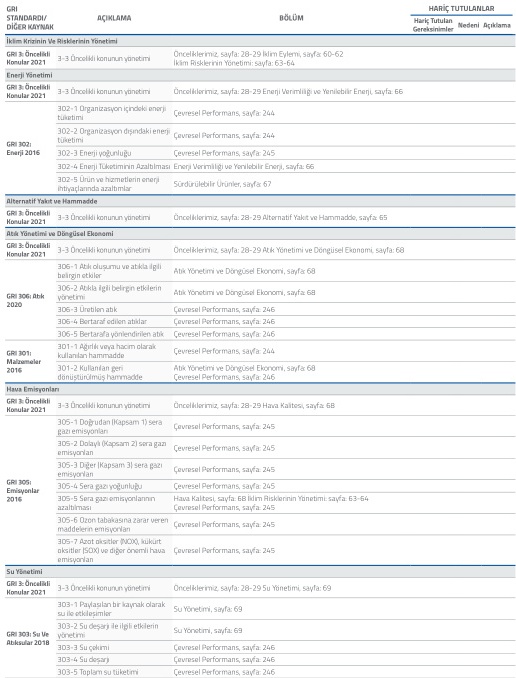 GRI
STANDARDI/
DİĞER KAYNAK
AÇIKLAMA
BÖLÜM
HARİÇ TUTULANLAR
Hariç Tutulan
Gereksinimler
Nedeni
Açıklama
İklim Krizinin Ve Risklerinin Yönetimi
GRI 3: Öncelikli
Konular 2021
3-3 Öncelikli konunun yönetimi
Önceliklerimiz, sayfa: 28-29 İklim Eylemi, sayfa: 60-62
İklim Risklerinin Yönetimi: sayfa: 63-64
Enerji Yönetimi
GRI 3: Öncelikli
Konular 2021
3-3 Öncelikli konunun yönetimi
Önceliklerimiz, sayfa: 28-29 Enerji Verimliliği ve Yenilebilir Enerji, sayfa: 66
GRI 302:
Enerji 2016
302-1 Organizasyon içindeki enerji
tüketimi
Çevresel Performans, sayfa: 244
302-2 Organizasyon dışındaki enerji
tüketimi
Çevresel Performans, sayfa: 244
302-3 Enerji yoğunluğu
Çevresel Performans, sayfa: 245
302-4 Enerji Tüketiminin Azaltılması
Enerji Verimliliği ve Yenilebilir Enerji, sayfa: 66
302-5 Ürün ve hizmetlerin enerji
ihtiyaçlarında azaltımlar
Sürdürülebilir Ürünler, sayfa: 67
Alternatif Yakıt ve Hammadde
GRI 3: Öncelikli
Konular 2021
3-3 Öncelikli konunun yönetimi
Önceliklerimiz, sayfa: 28-29 Alternatif Yakıt ve Hammadde, sayfa: 65
Atık Yönetimi ve Döngüsel Ekonomi
GRI 3: Öncelikli
Konular 2021
3-3 Öncelikli konunun yönetimi
Önceliklerimiz, sayfa: 28-29 Atık Yönetimi ve Döngüsel Ekonomi, sayfa: 68
GRI 306: Atık
2020
306-1 Atık oluşumu ve atıkla ilgili
belirgin etkiler
Atık Yönetimi ve Döngüsel Ekonomi, sayfa: 68
306-2 Atıkla ilgili belirgin etkilerin
yönetimi
Atık Yönetimi ve Döngüsel Ekonomi, sayfa: 68
306-3 Üretilen atık
Çevresel Performans, sayfa: 246
306-4 Bertaraf edilen atıklar
Çevresel Performans, sayfa: 246
306-5 Bertarafa yönlendirilen atık
Çevresel Performans, sayfa: 246
GRI 301:
Malzemeler
2016
301-1 Ağırlık veya hacim olarak
kullanılan hammadde
Çevresel Performans, sayfa: 244
301-2 Kullanılan geri
dönüştürülmüş hammadde
Atık Yönetimi ve Döngüsel Ekonomi, sayfa: 68
Çevresel Performans, sayfa: 246
Hava Emisyonları
GRI 3: Öncelikli
Konular 2021
3-3 Öncelikli konunun yönetimi
Önceliklerimiz, sayfa: 28-29 Hava Kalitesi, sayfa: 68
GRI 305:
Emisyonlar
2016
305-1 Doğrudan (Kapsam 1) sera
gazı emisyonları
Çevresel Performans, sayfa: 245
305-2 Dolaylı (Kapsam 2) sera gazı
emisyonları
Çevresel Performans, sayfa: 245
305-3 Diğer (Kapsam 3) sera gazı
emisyonları
Çevresel Performans, sayfa: 245
305-4 Sera gazı yoğunluğu
Çevresel Performans, sayfa: 245
305-5 Sera gazı emisyonlarının
azaltılması
Hava Kalitesi, sayfa: 68 İklim Risklerinin Yönetimi: sayfa: 63-64
Çevresel Performans, sayfa: 245
305-6 Ozon tabakasına zarar veren
maddelerin emisyonları
Çevresel Performans, sayfa: 245
305-7 Azot oksitler (NOX), kükürt
oksitler (SOX) ve diğer önemli hava
emisyonları
Çevresel Performans, sayfa: 245
Su Yönetimi
GRI 3: Öncelikli
Konular 2021
3-3 Öncelikli konunun yönetimi
Önceliklerimiz, sayfa: 28-29 Su Yönetimi, sayfa: 69
GRI 303: Su Ve
Atıksular 2018
303-1 Paylaşılan bir kaynak olarak
su ile etkileşimler
Su Yönetimi, sayfa: 69
303-2 Su deşarjı ile ilgili etkilerin
yönetimi
Su Yönetimi, sayfa: 69
303-3 Su çekimi
Çevresel Performans, sayfa: 246
303-4 Su deşarjı
Çevresel Performans, sayfa: 246
303-5 Toplam su tüketimi
Çevresel Performans, sayfa: 246